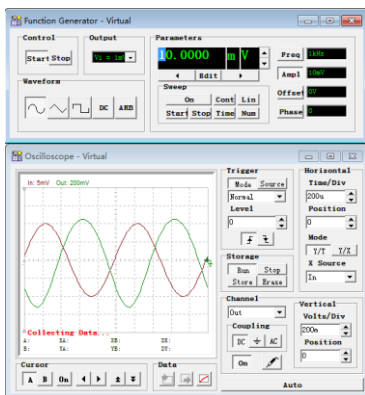 Function Generator - Virtual
Control
Output
Parameters
Start Stop
Vi = 1mV
10.0000 m V
Freq 1kHz
Edit
Ampl 10mV
Waveform
Sweep
Offset 0V
DC ARB
On Cont Lin
Start Stop Time Num
Phase 0
Oscilloscope - Virtual
In: 5mV Out: 200mV
Trigger
Horizontal
Mode Source
Time/Div
Normal
200u
Level
Position
0
0
Mode
Y/T Y/X
Storage
X Source
Run Stop
In
Store Erase
Channel
Vertical
Out
Volts/Div
Coupling
200m
DC AC
Position
On
0
Collecting Data...
A: XA: XB: DX:
B: YA: YB: DY:
Cursor
Data
A B On
Auto